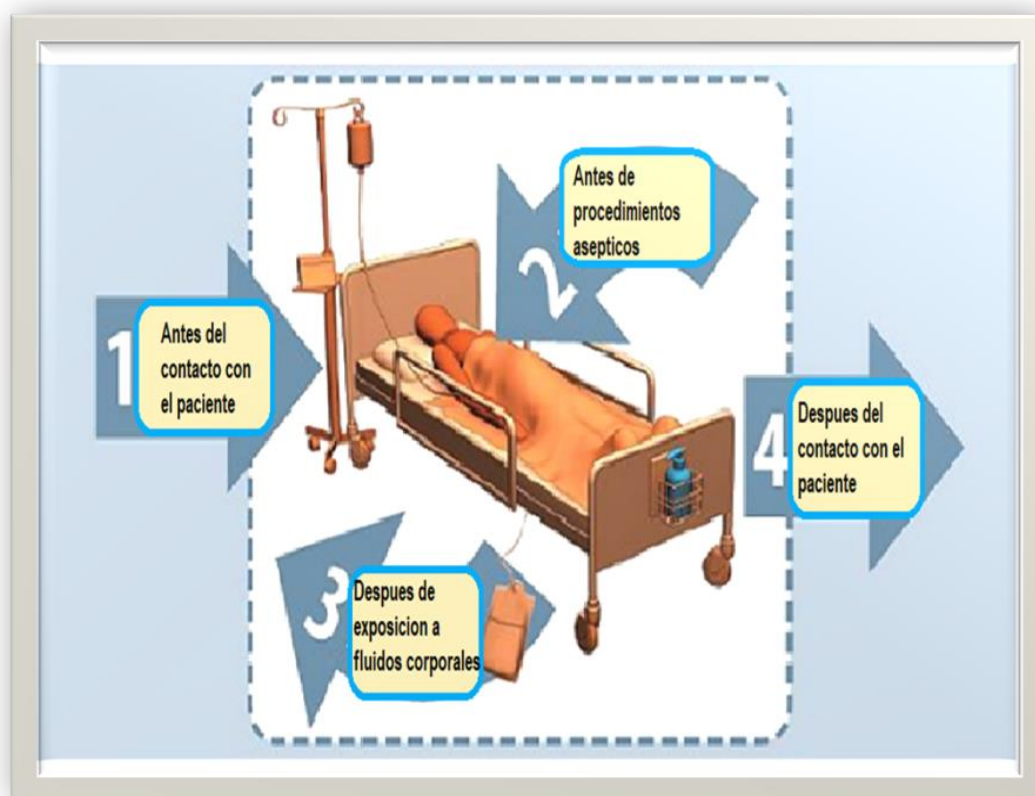 1
Antes del
contacto con
el paciente
2
Antes de
procedimientos
asepticos
3
Despues de
exposicion a
fluidos corporales
4
Despues del
contacto con el
paciente